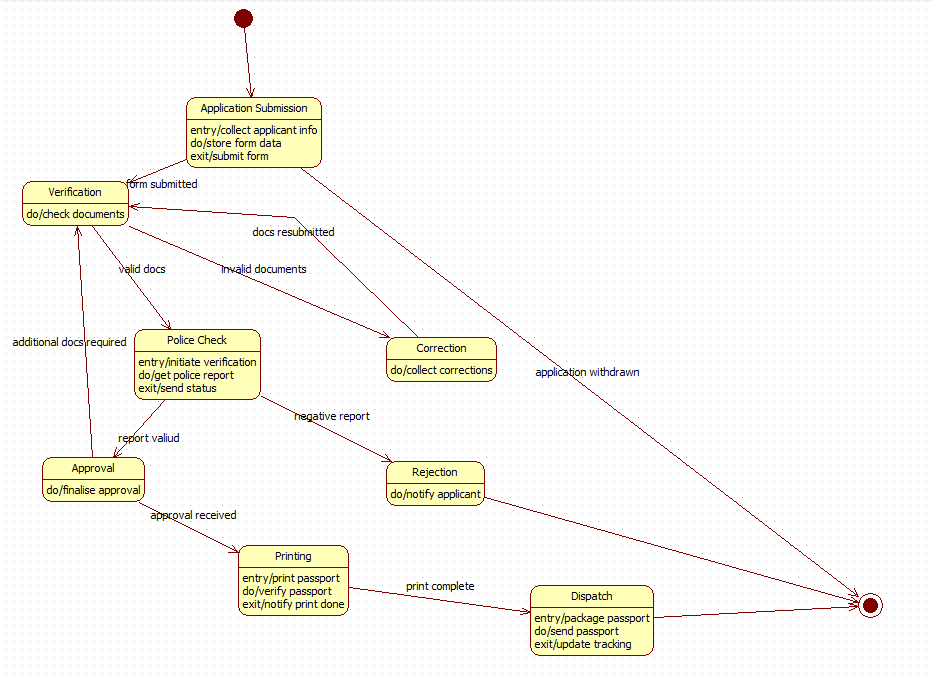 Application Submission
entry/collect applicant info
do/store form data
exit/submit form
form submitted
Verification
do/check documents
docs resubmitted
valid docs
invalid documents
additional docs required
Police Check
entry/initiate verification
do/get police report
exit/send status
Correction
do/collect corrections
application withdrawn
negative report
report valiud
Approval
do/finalise approval
Rejection
do/notify applicant
approval received
Printing
entry/print passport
do/verify passport
exit/notify print done
print complete
Dispatch
entry/package passport
do/send passport
exit/update tracking